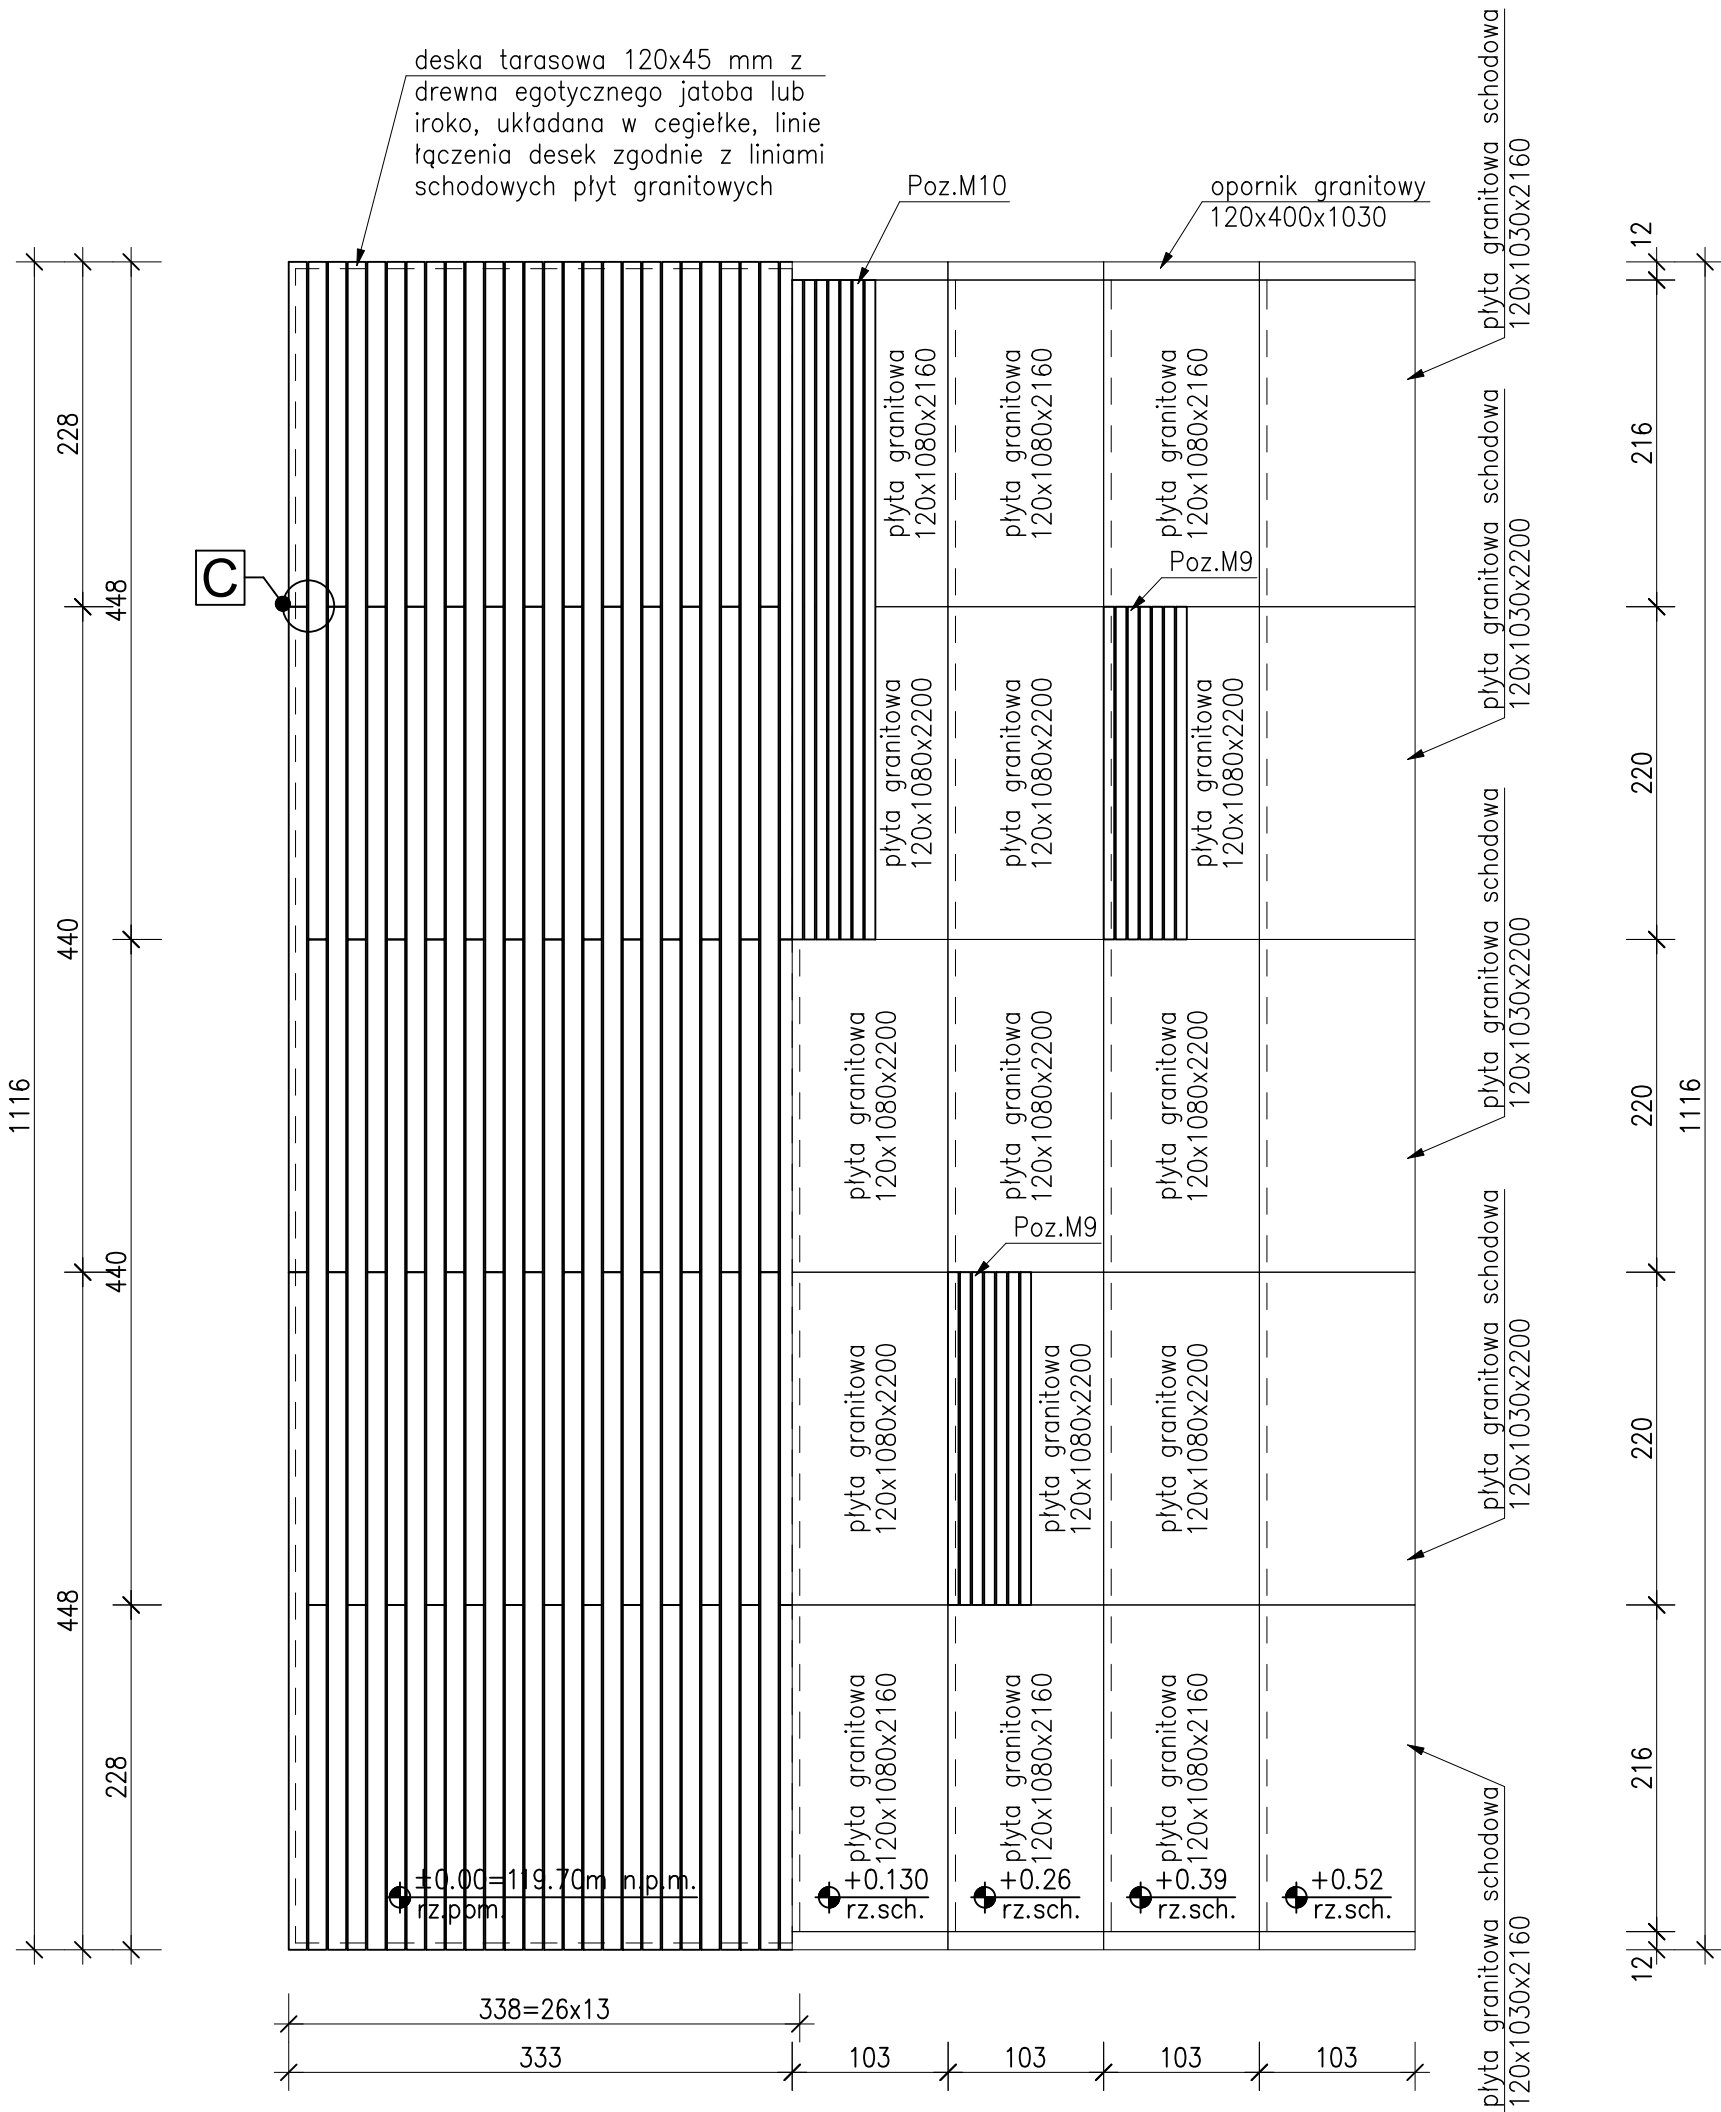 deska tarasowa 120x45 mm z
drewna egotycznego jatoba lub
iroko, układana w cegiełke, linie
łączenia desek zgodnie z liniami
schodowych płyt granitowych
Poz.M10
opornik granitowy
120x400x1030
płyta granitowa schodowa
120x1030x2160
płyta granitowa schodowa
120x1030x2200
płyta granitowa schodowa
120x1030x2200
płyta granitowa schodowa
120x1030x2200
płyta granitowa schodowa
120x1030x2160
płyta granitowa
120x1080x2160
płyta granitowa
120x1080x2160
płyta granitowa
120x1080x2160
Poz.M9
C
płyta granitowa
120x1080x2200
płyta granitowa
120x1080x2200
płyta granitowa
120x1080x2200
płyta granitowa
120x1080x2200
płyta granitowa
120x1080x2200
płyta granitowa
120x1080x2200
Poz.M9
płyta granitowa
120x1080x2200
płyta granitowa
120x1080x2200
płyta granitowa
120x1080x2200
płyta granitowa
120x1080x2160
płyta granitowa
120x1080x2160
płyta granitowa
120x1080x2160
±0.00=119.70m n.p.m.
rz.pom.
+0.130
rz.sch.
+0.26
rz.sch.
+0.39
rz.sch.
+0.52
rz.sch.
1116
228
440
448
448
440
228
12
216
220
220
220
216
12
1116
338=26x13
333
103
103
103
103